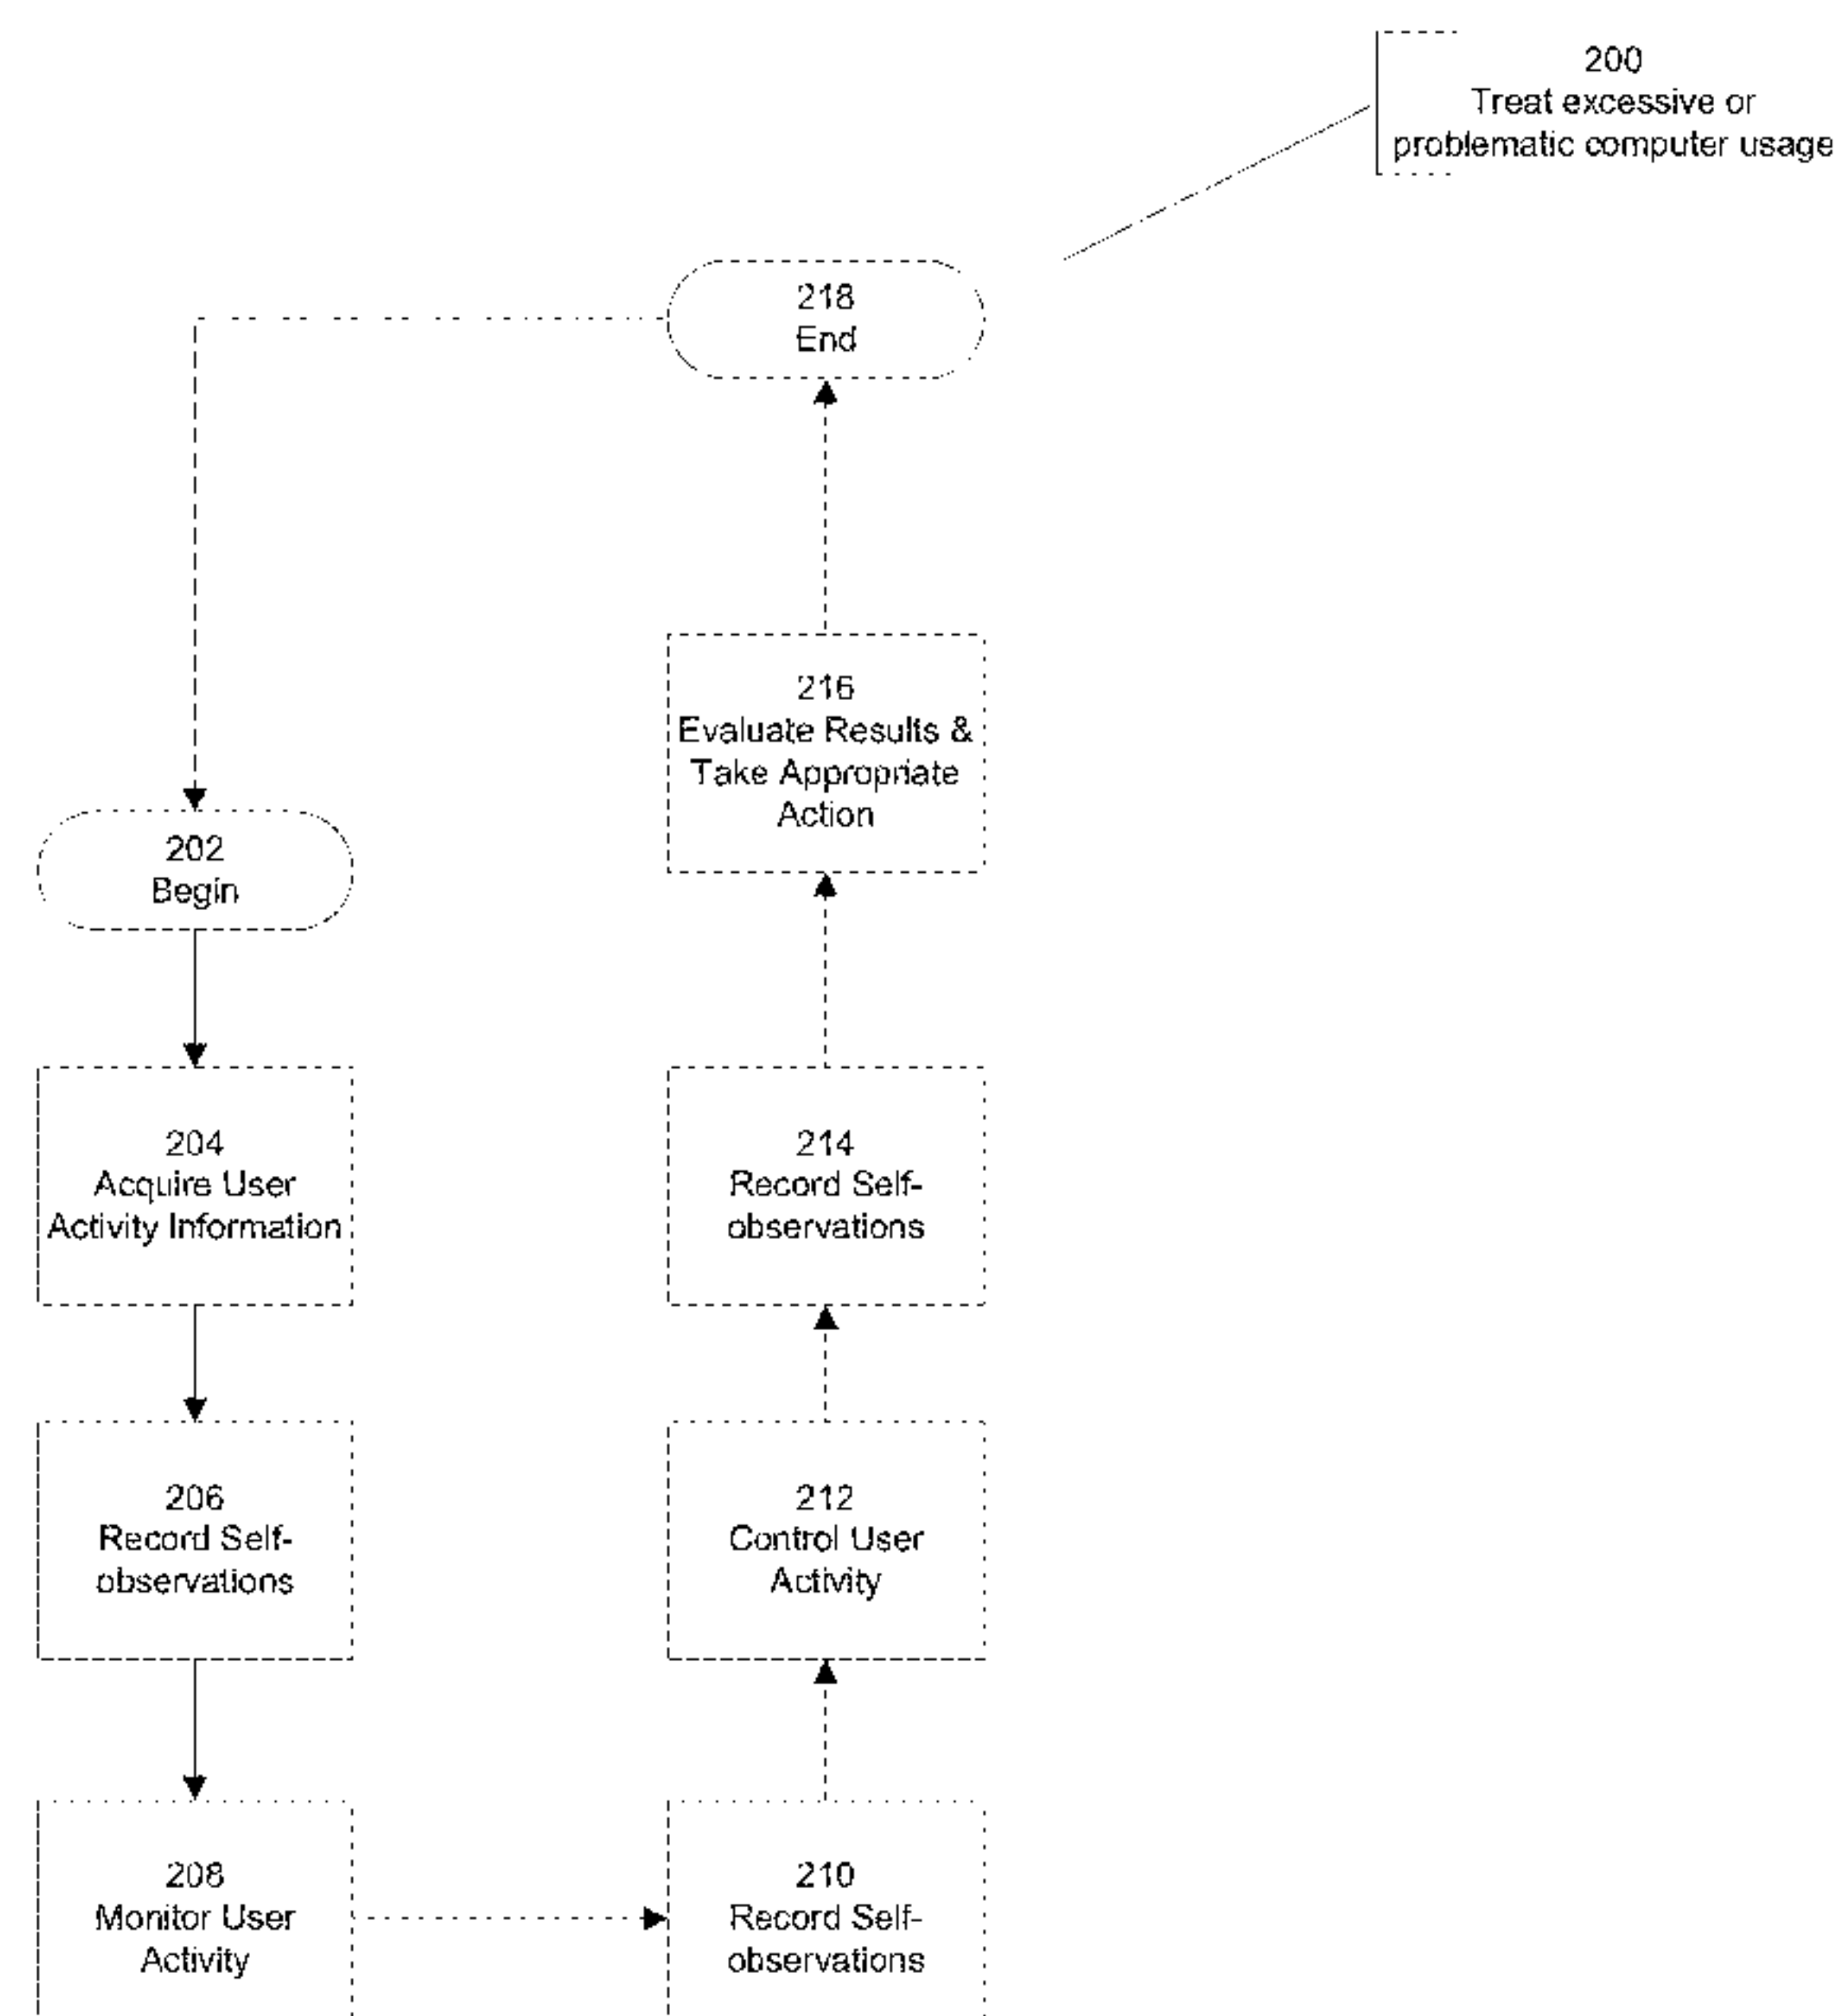 200
Treat excessive or
problematic computer usage
218
End
216
Evaluate Results &
Take Appropriate
Action
202
Begin
204
Acquire User
Activity Information
214
Record Self-
observations
206
Record Self-
observations
212
Control User
Activity
208
Monitor User
Activity
210
Record Self-
observations